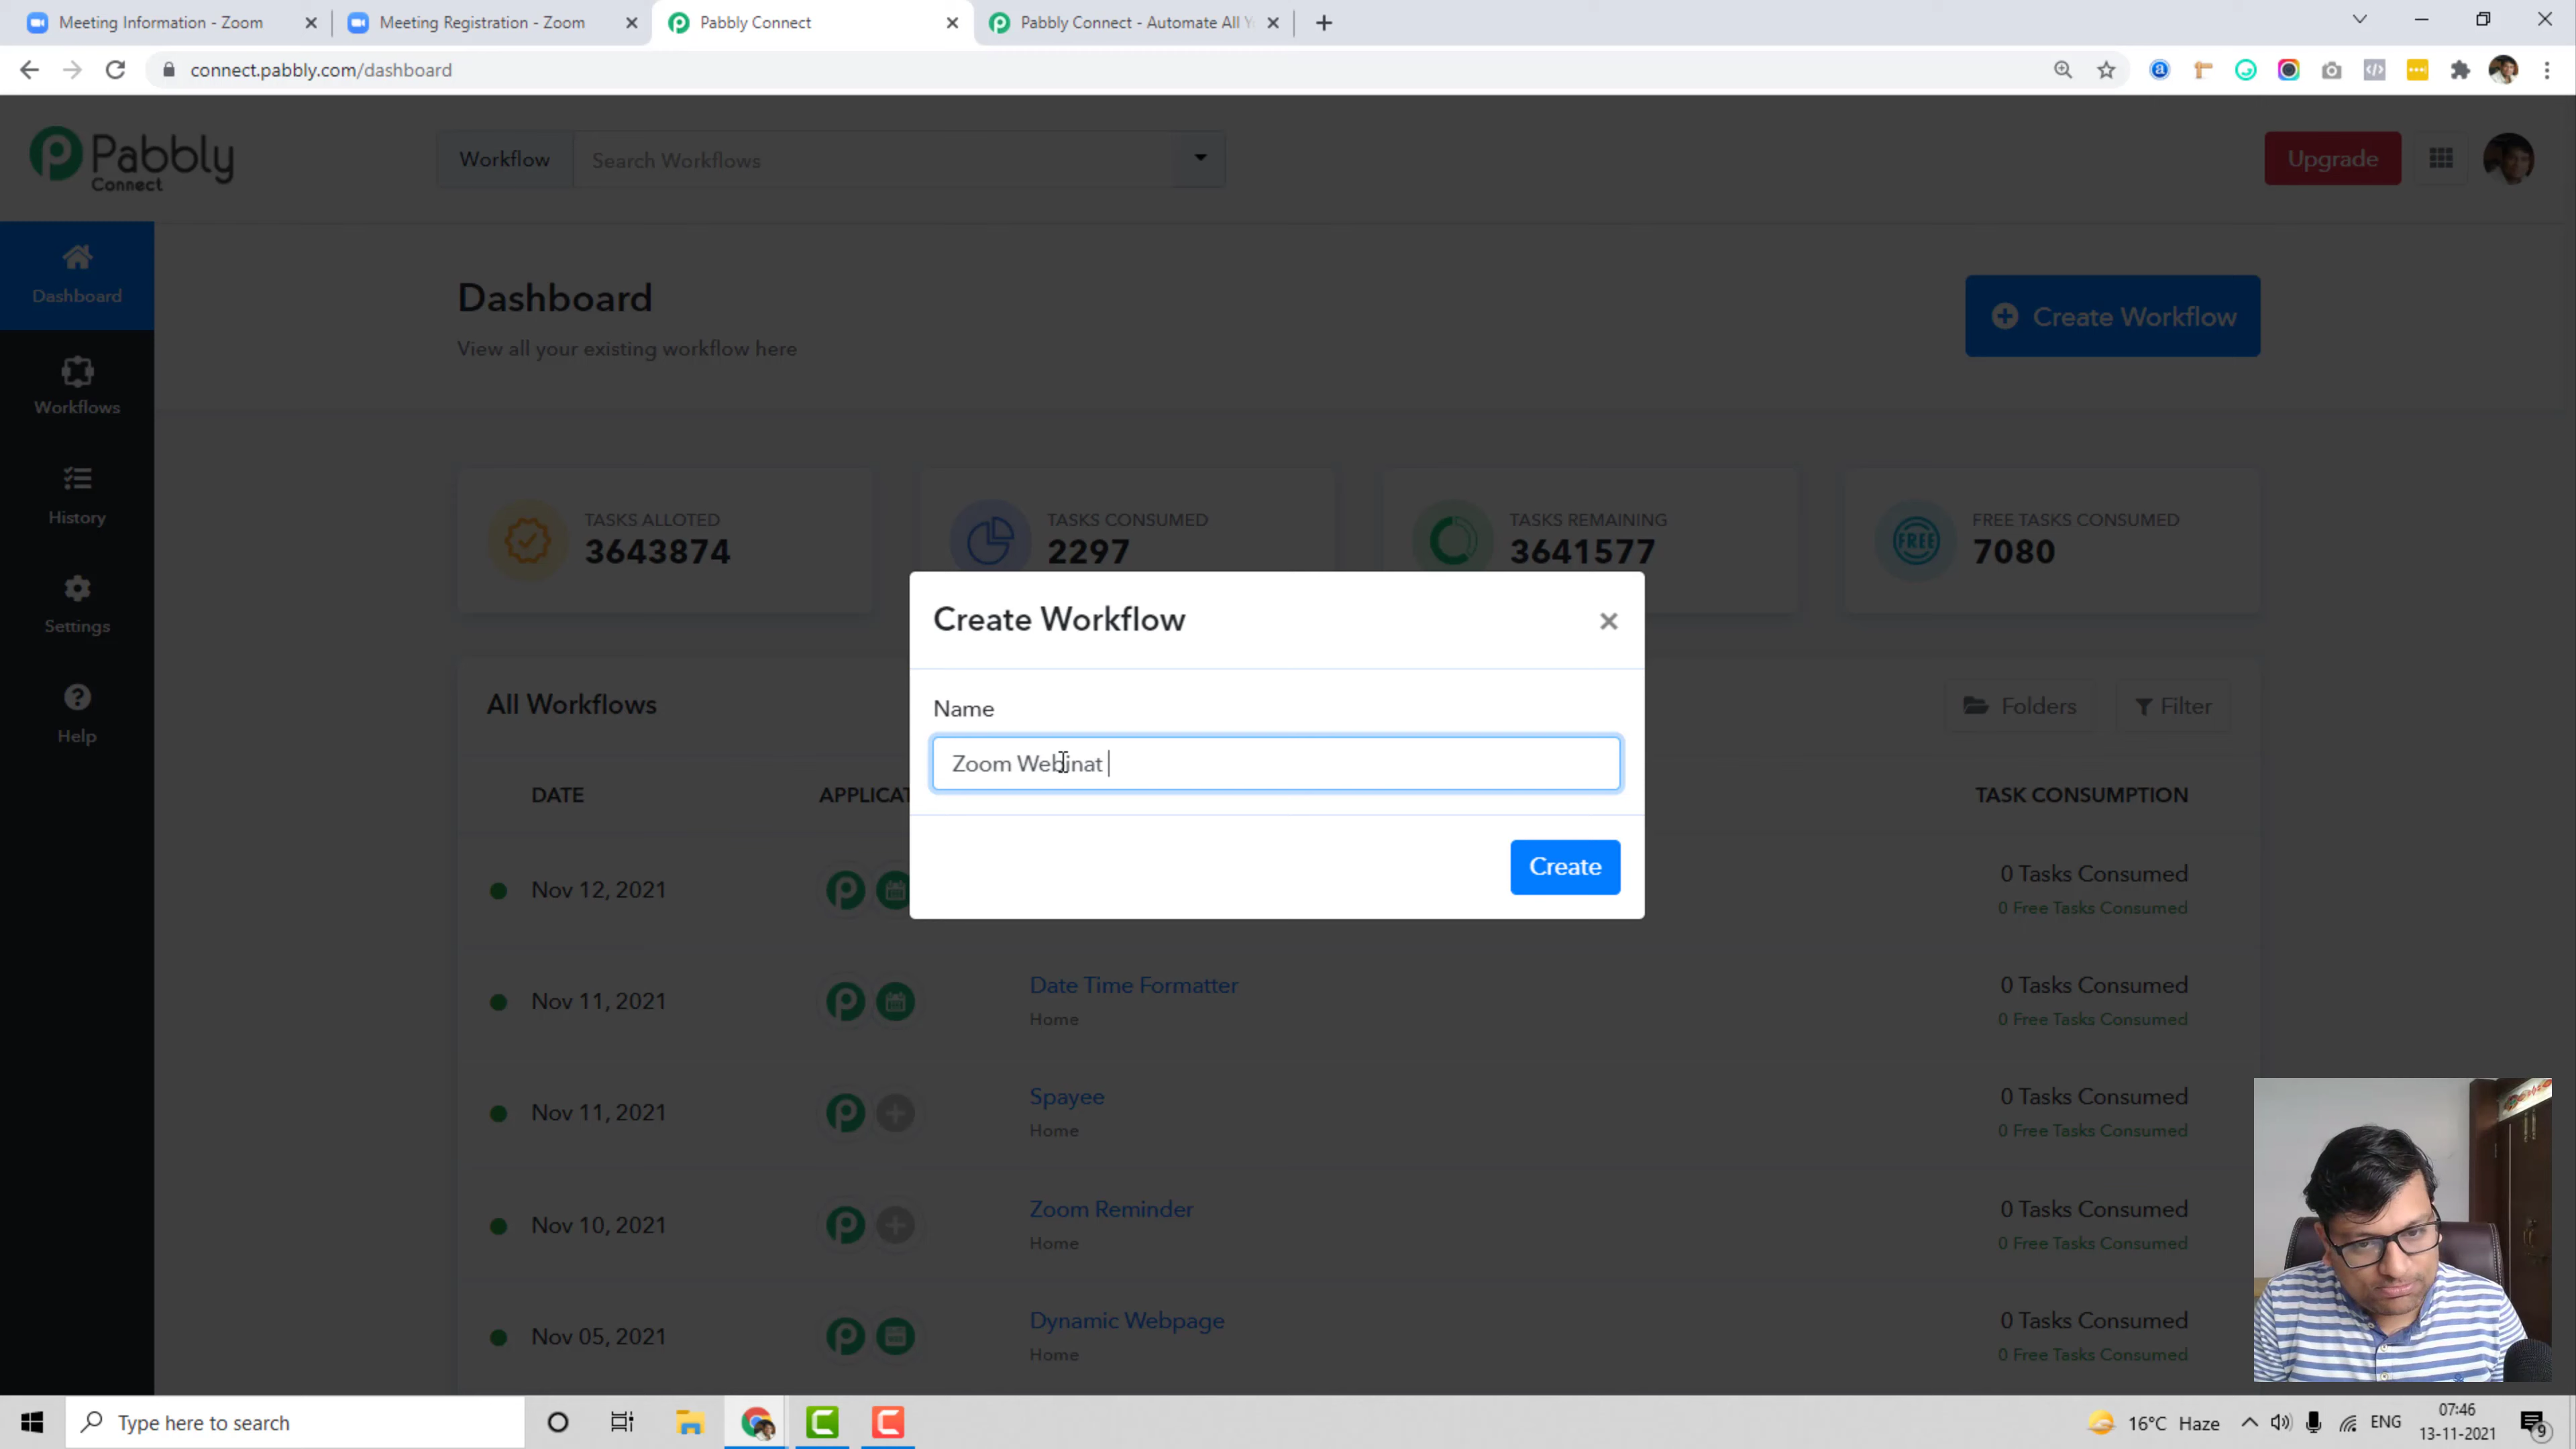 Meeting Information - Zoom
Meeting Registration - Zoom
Pabbly Connect
Pabbly Connect - Automate All Y
connect.pabbly.com/dashboard
Pabbly
Connect
Workflow
Search Workflows
Upgrade
Dashboard
Workflows
History
Settings
Help
Dashboard
View all your existing workflow here
Create Workflow
TASKS ALLOTED
3643874
TASKS CONSUMED
2297
TASKS REMAINING
3641577
FREE
FREE TASKS CONSUMED
7080
Create Workflow
Name
Zoom Webinat
Create
All Workflows
Folders
Filter
DATE
APPLICAT
TASK CONSUMPTION
Nov 12, 2021
0 Tasks Consumed
0 Free Tasks Consumed
Nov 11, 2021
Date Time Formatter
Home
0 Tasks Consumed
0 Free Tasks Consumed
Nov 11, 2021
Spayee
Home
0 Tasks Consumed
0 Free Tasks Consumed
Nov 10, 2021
Zoom Reminder
Home
0 Tasks Consumed
0 Free Tasks Consumed
Nov 05, 2021
Dynamic Webpage
Home
0 Tasks Consumed
0 Free Tasks Consumed
Type here to search
16°C Haze
ENG
07:46
13-11-2021
9